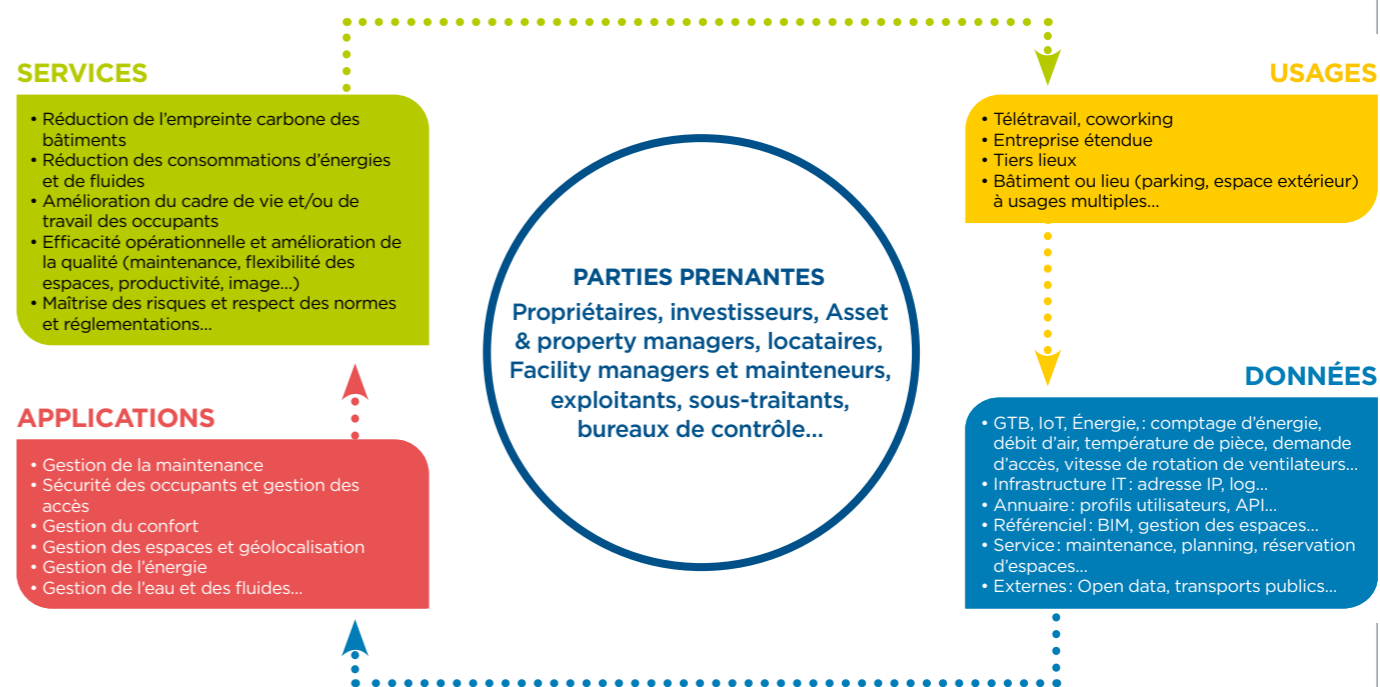 SERVICES
• Réduction de l'empreinte carbone des
bâtiments
• Réduction des consommations d'énergies
et de fluides
• Amélioration du cadre de vie et/ou de
travail des occupants
• Efficacité opérationnelle et amélioration de
la qualité (maintenance, flexibilité des
espaces, productivité, image...)
• Maîtrise des risques et respect des normes
et réglementations...
USAGES
• Télétravail, coworking
• Entreprise étendue
• Tiers lieux
• Bâtiment ou lieu (parking, espace extérieur)
à usages multiples...
PARTIES PRENANTES
Propriétaires, investisseurs, Asset
& property managers, locataires,
Facility managers et mainteneurs,
exploitants, sous-traitants,
bureaux de contrôle...
APPLICATIONS
• Gestion de la maintenance
• Sécurité des occupants et gestion des
accès
• Gestion du confort
• Gestion des espaces et géolocalisation
• Gestion de l'énergie
• Gestion de l'eau et des fluides...
DONNÉES
• GTB, IoT, Énergie,: comptage d'énergie,
débit d'air, température de pièce, demande
d'accès, vitesse de rotation de ventilateurs...
• Infrastructure IT: adresse IP, log...
• Annuaire: profils utilisateurs, API...
• Référenciel: BIM, gestion des espaces...
• Service: maintenance, planning, réservation
d'espaces...
• Externes: Open data, transports publics...